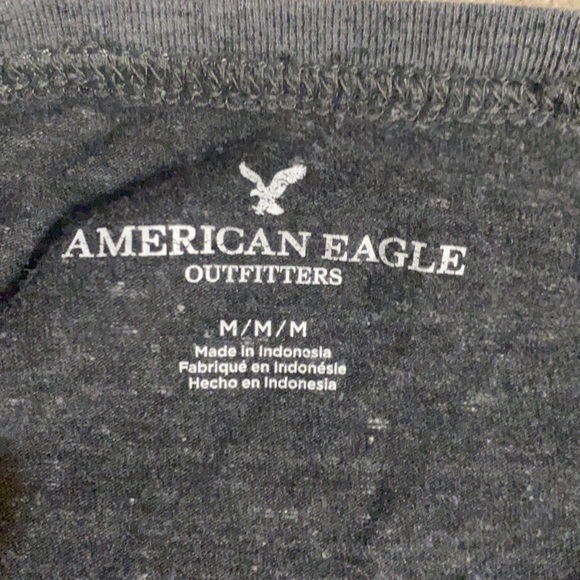 AMERICAN EAGLE
OUTFITTERS
M/M/M
Made in Indonesia
Fabriqué en Indonésie
Hecho en Indonesia